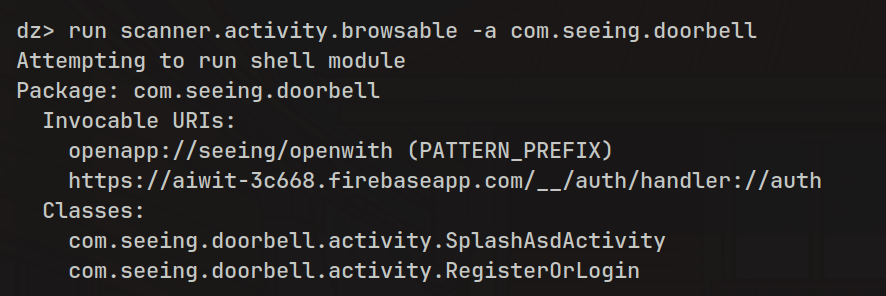 dz> run scanner.activity.browsable -a com.seeing.doorbell
Attempting to run shell module
Package: com.seeing.doorbell
  Invocable URIs:
    openapp://seeing/openwith (PATTERN_PREFIX)
    https://aiwit-3c668.firebaseapp.com/__/auth/handler://auth
  Classes:
    com.seeing.doorbell.activity.SplashAsdActivity
    com.seeing.doorbell.activity.RegisterOrLogin